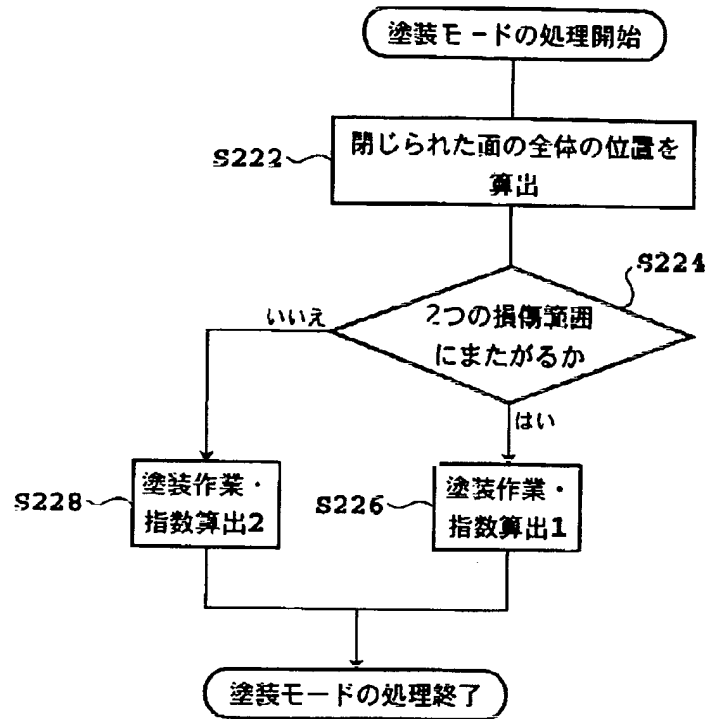 塗装モードの処理開始
S222
閉じられた面の全体の位置を
算出
S224
2つの損傷範囲
にまたがるか
いいえ
はい
S228
塗装作業・
指数算出2
S226
塗装作業・
指数算出1
塗装モードの処理終了